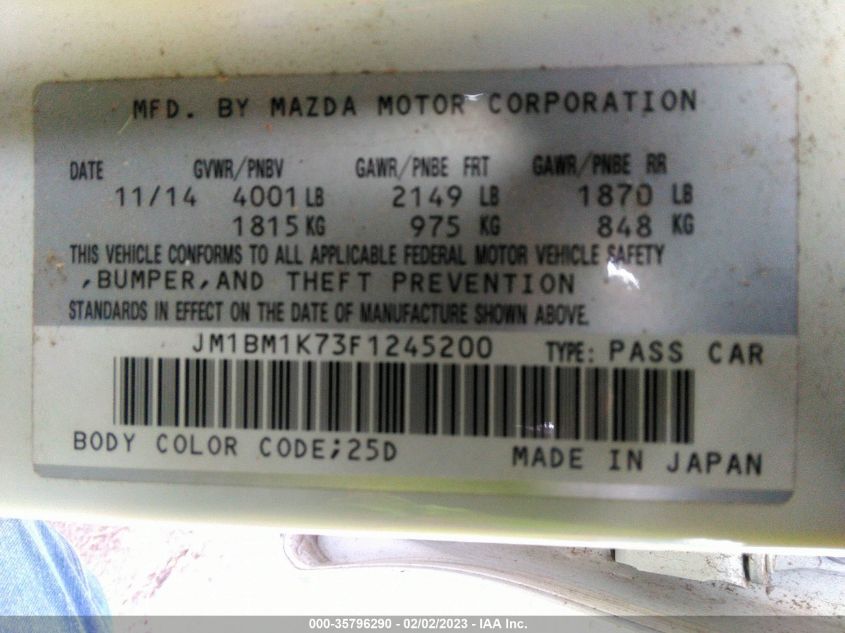 MFD. BY MAZDA MOTOR CORPORATION
DATE GVWR/PNBV GAWR/PNBE FRT GAWR/PNBE RR
11/14 4001 LB 2149 LB 1870 LB
1815 KG 975 KG 848 KG
THIS VEHICLE CONFORMS TO ALL APPLICABLE FEDERAL MOTOR VEHICLE SAFETY
,BUMPER,AND THEFT PREVENTION
STANDARDS IN EFFECT ON THE DATE OF MANUFACTURE SHOWN ABOVE.
JM1BM1K73F1245200 TYPE: PASS CAR
BODY COLOR CODE;25D MADE IN JAPAN
000-35796290 - 02/02/2023 - IAA Inc.